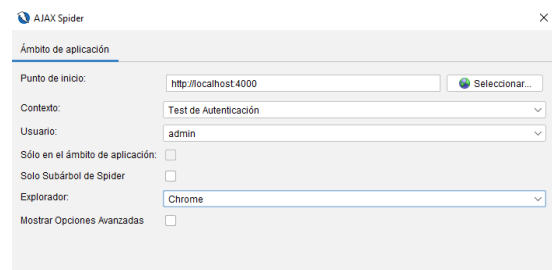 AJAX Spider
Ámbito de aplicación
Punto de inicio: http://localhost:4000 Seleccionar...
Contexto: Test de Autenticación
Usuario: admin
Sólo en el ámbito de aplicación:
Solo Subárbol de Spider
Explorador: Chrome
Mostrar Opciones Avanzadas